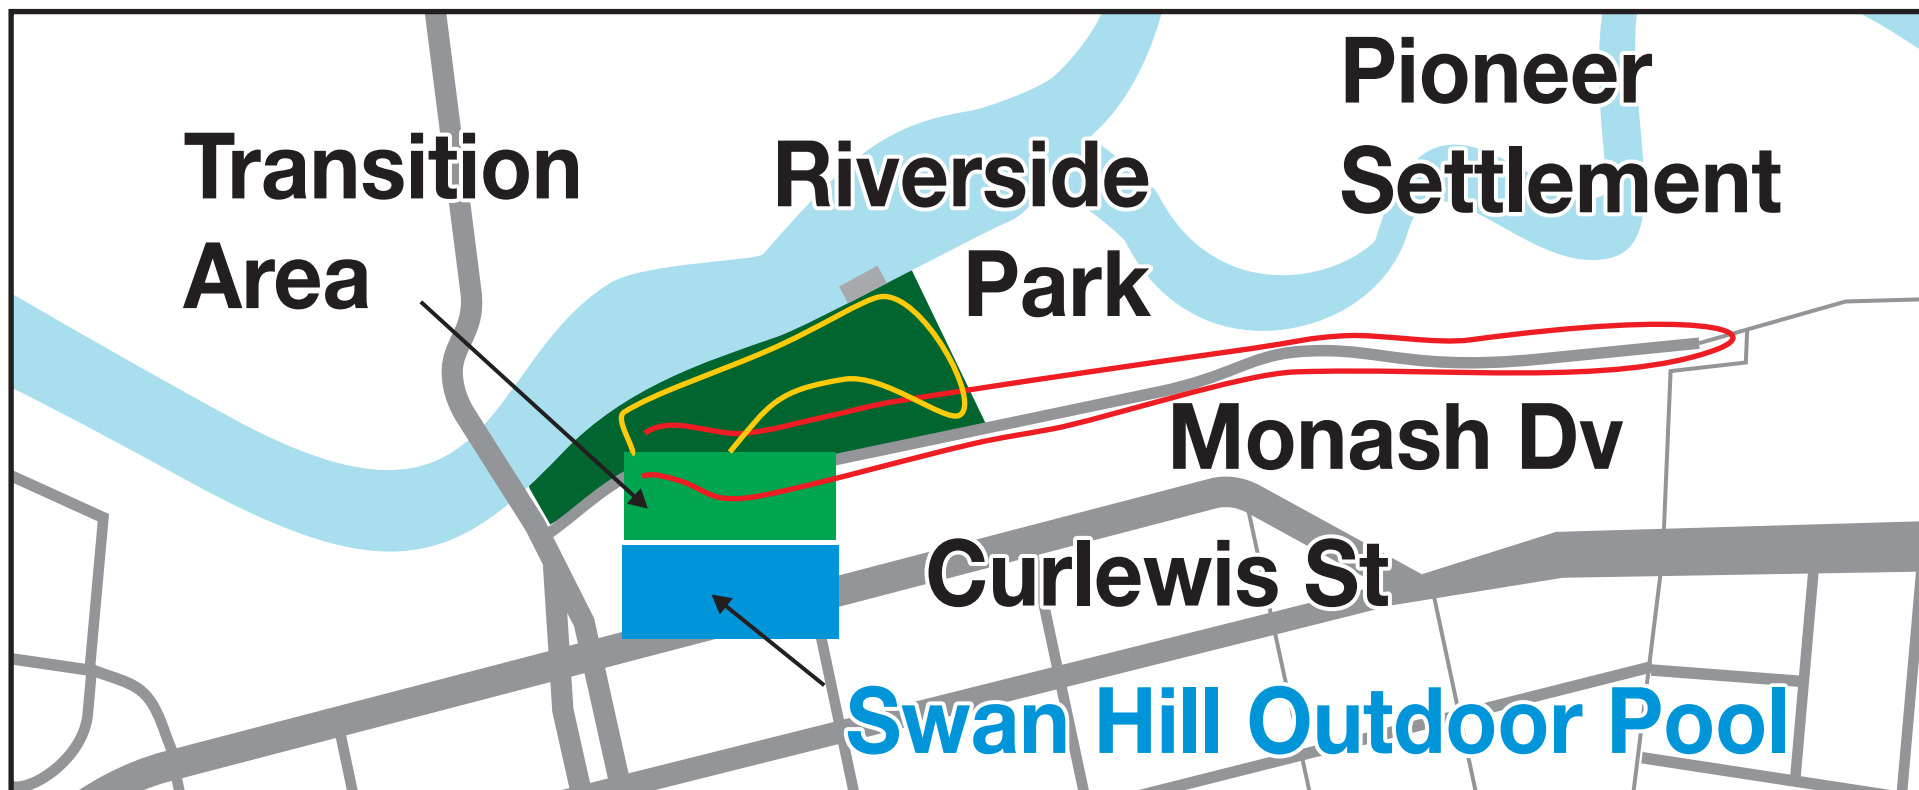 Pioneer
Settlement
Transition
Area
Riverside
Park
Monash Dv
Curlewis St
Swan Hill Outdoor Pool